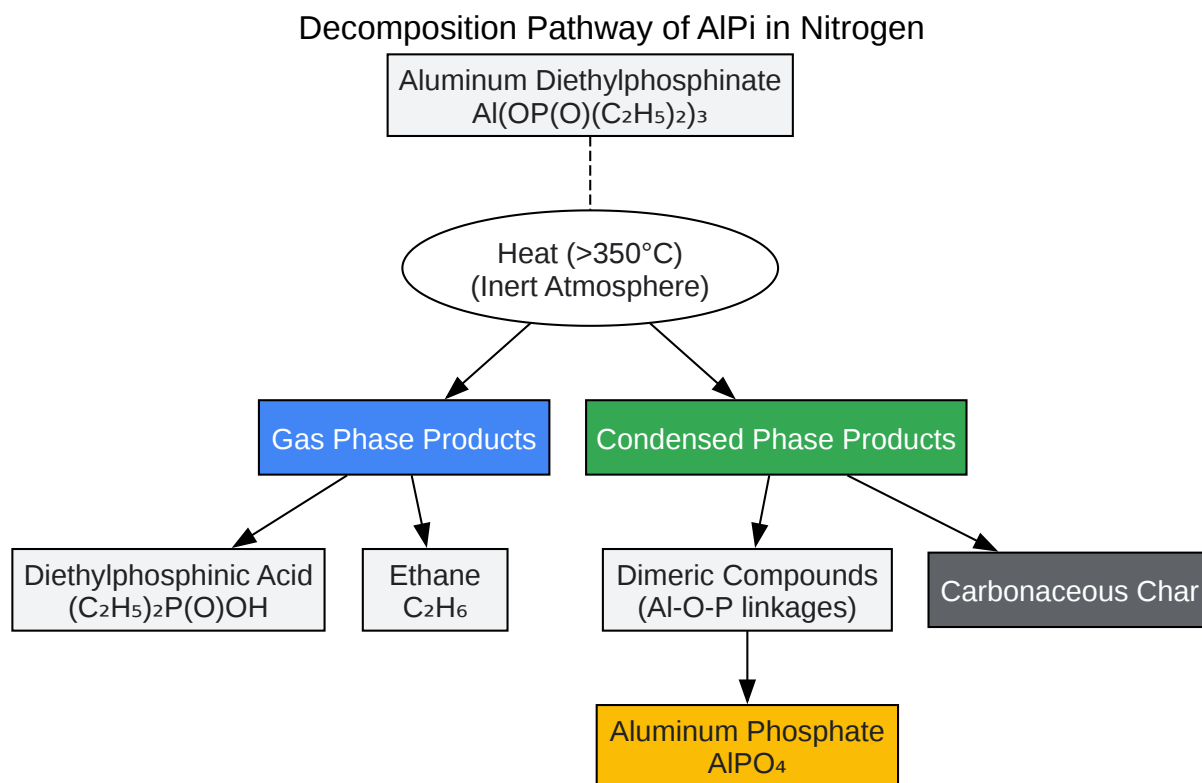 Decomposition Pathway of AlPi in Nitrogen
Aluminum Diethylphosphinate
Al(OP(O)(C₂H₅)₂)₃
Heat (>350°C)
(Inert Atmosphere)
Gas Phase Products
Condensed Phase Products
Diethylphosphinic Acid
(C₂H₅)₂P(O)OH
Ethane
C₂H₆
Dimeric Compounds
(Al-O-P linkages)
Carbonaceous Char
Aluminum Phosphate
AlPO₄